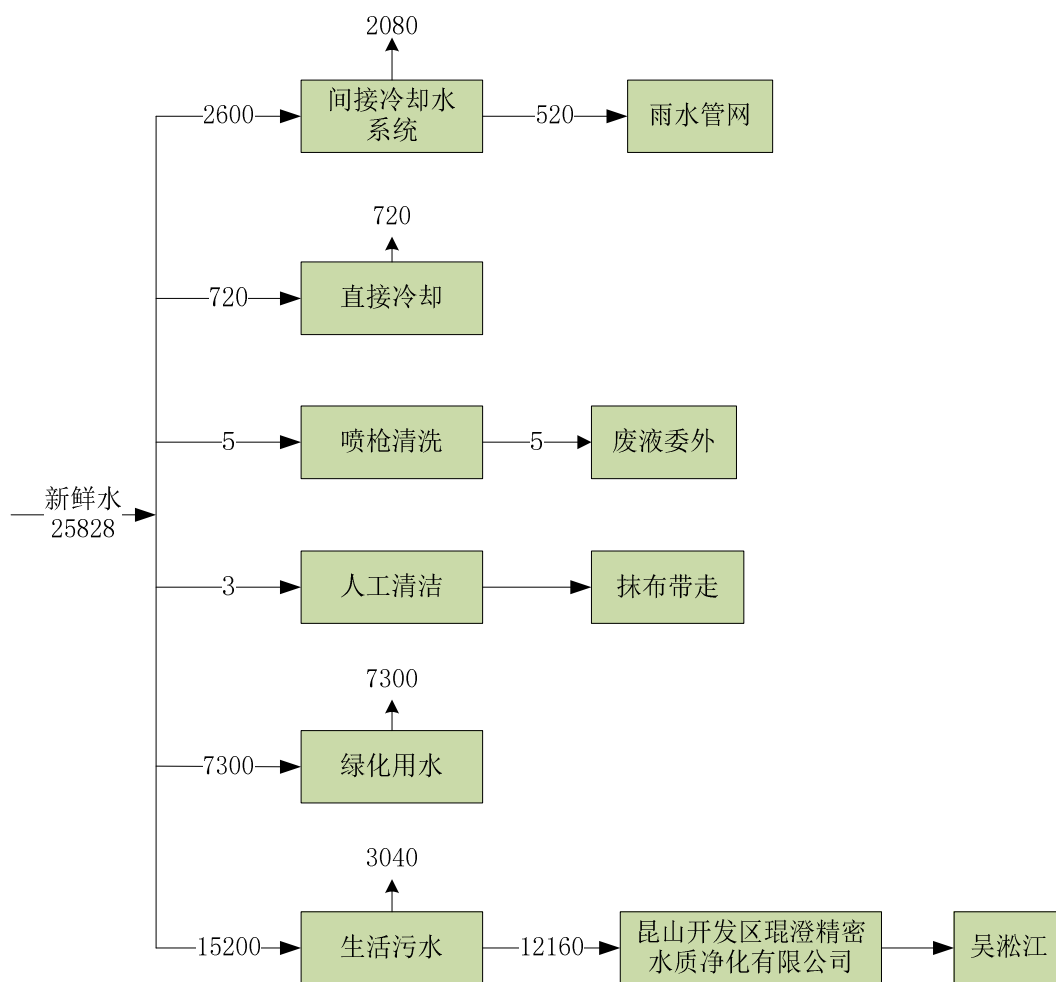 2080
间接冷却水
系统
2600
520
雨水管网
720
720
直接冷却
5
喷枪清洗
5
废液委外
新鲜水
25828
3
人工清洁
抹布带走
7300
7300
绿化用水
3040
15200
生活污水
12160
昆山开发区琨澄精密
水质净化有限公司
吴淞江